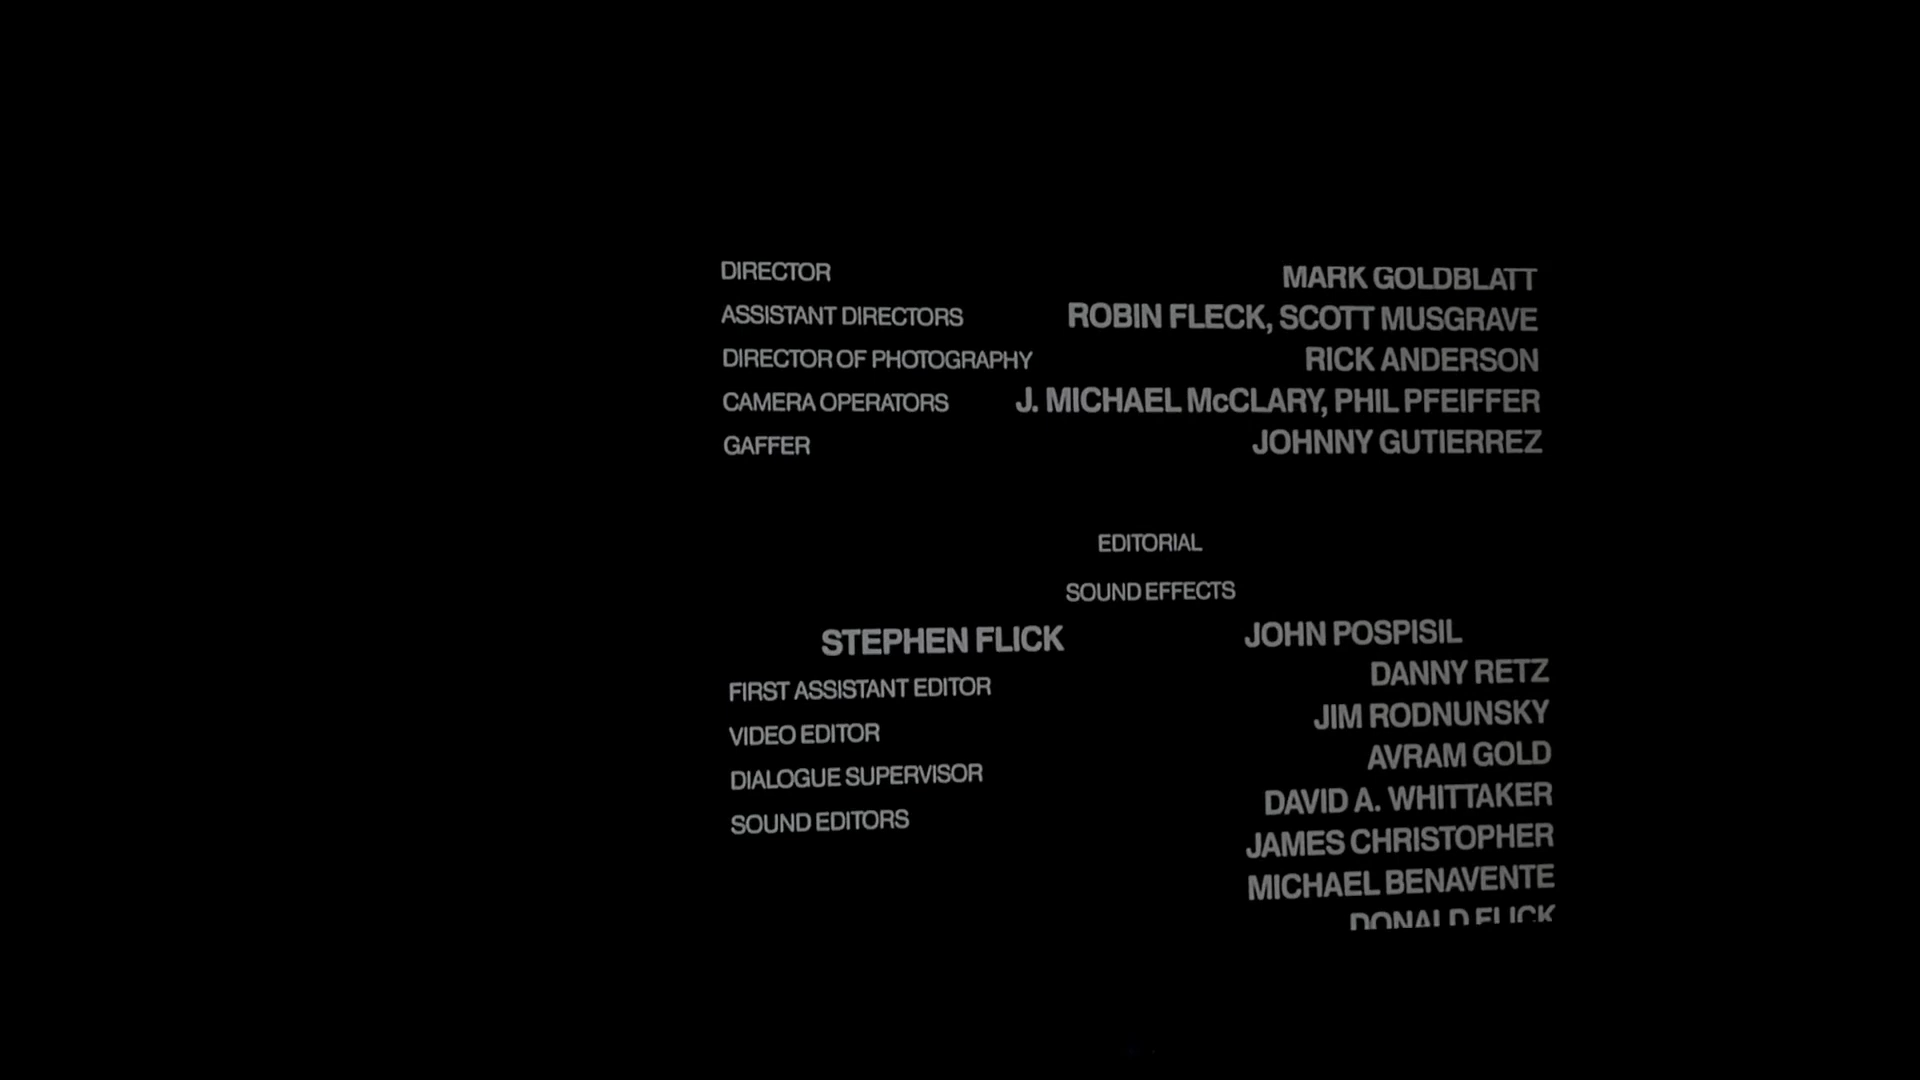 DIRECTOR MARK GOLDBLATT
ASSISTANT DIRECTORS ROBIN FLECK, SCOTT MUSGRAVE
DIRECTOR OF PHOTOGRAPHY RICK ANDERSON
CAMERA OPERATORS J. MICHAEL McCLARY, PHIL PFEIFFER
GAFFER JOHNNY GUTIERREZ
EDITORIAL
SOUND EFFECTS
STEPHEN FLICK JOHN POSPISIL
FIRST ASSISTANT EDITOR DANNY RETZ
VIDEO EDITOR JIM RODNUNSKY
DIALOGUE SUPERVISOR AVRAM GOLD
SOUND EDITORS DAVID A. WHITTAKER
JAMES CHRISTOPHER
MICHAEL BENAVENTE
DONALD FLICK